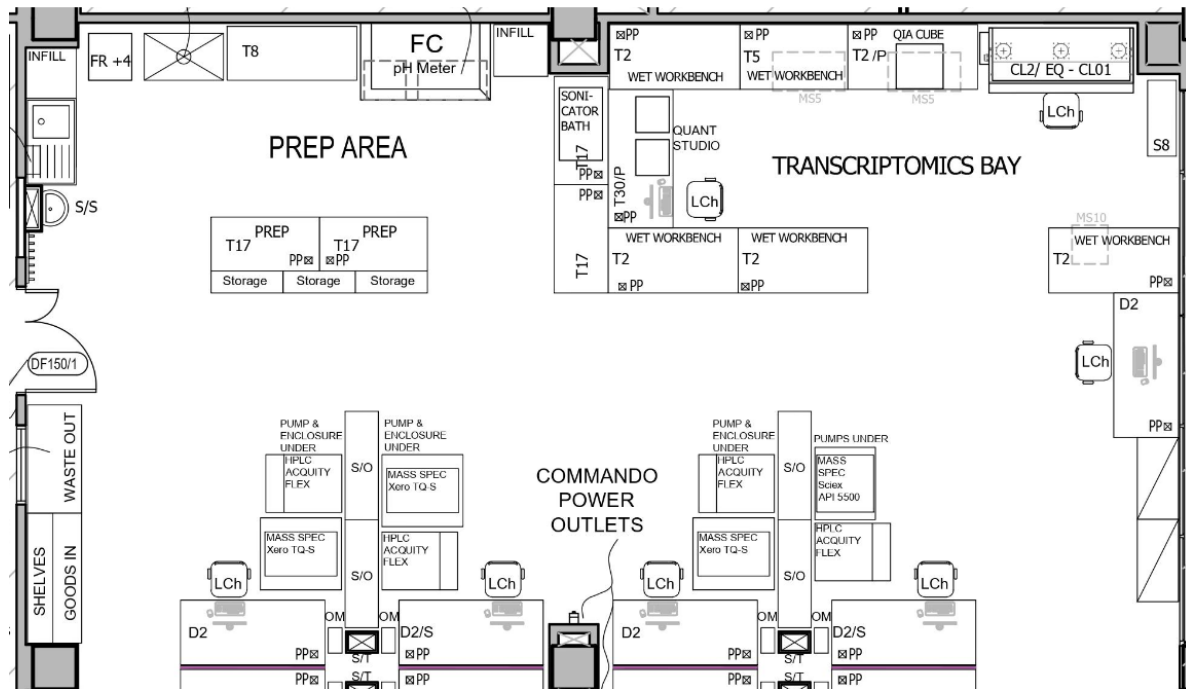 INFILL
FR +4
T8
FC
pH Meter
INFILL
PP
T2
WET WORKBENCH
PP
T5
WET WORKBENCH
MS5
PP
T2 /P
QIA CUBE
MS5
CL2/ EQ - CL01
LCh
S8
SONI-
CATOR
BATH
T17
PP
PP
T17
QUANT
STUDIO
T30/P
LCh
PP
PREP AREA
TRANSCRIPTOMICS BAY
S/S
PREP
T17
PP
PREP
T17
PP
Storage
Storage
Storage
WET WORKBENCH
T2
PP
WET WORKBENCH
T2
PP
MS10
WET WORKBENCH
T2
PP
D2
LCh
PP
DF150/1
WASTE OUT
SHELVES
GOODS IN
PUMP &
ENCLOSURE
UNDER
HPLC
ACQUITY
FLEX
S/O
PUMP &
ENCLOSURE
UNDER
MASS SPEC
Xero TQ-S
MASS SPEC
Xero TQ-S
S/O
HPLC
ACQUITY
FLEX
COMMANDO
POWER
OUTLETS
PUMP &
ENCLOSURE
UNDER
HPLC
ACQUITY
FLEX
S/O
PUMPS UNDER
MASS
SPEC
Sciex
API 5500
MASS SPEC
Xero TQ-S
S/O
HPLC
ACQUITY
FLEX
LCh
LCh
LCh
LCh
D2
PP
OM
OM
S/T
D2/S
PP
D2
PP
OM
OM
S/T
D2/S
PP
PP
S/T
PP
PP
S/T
PP